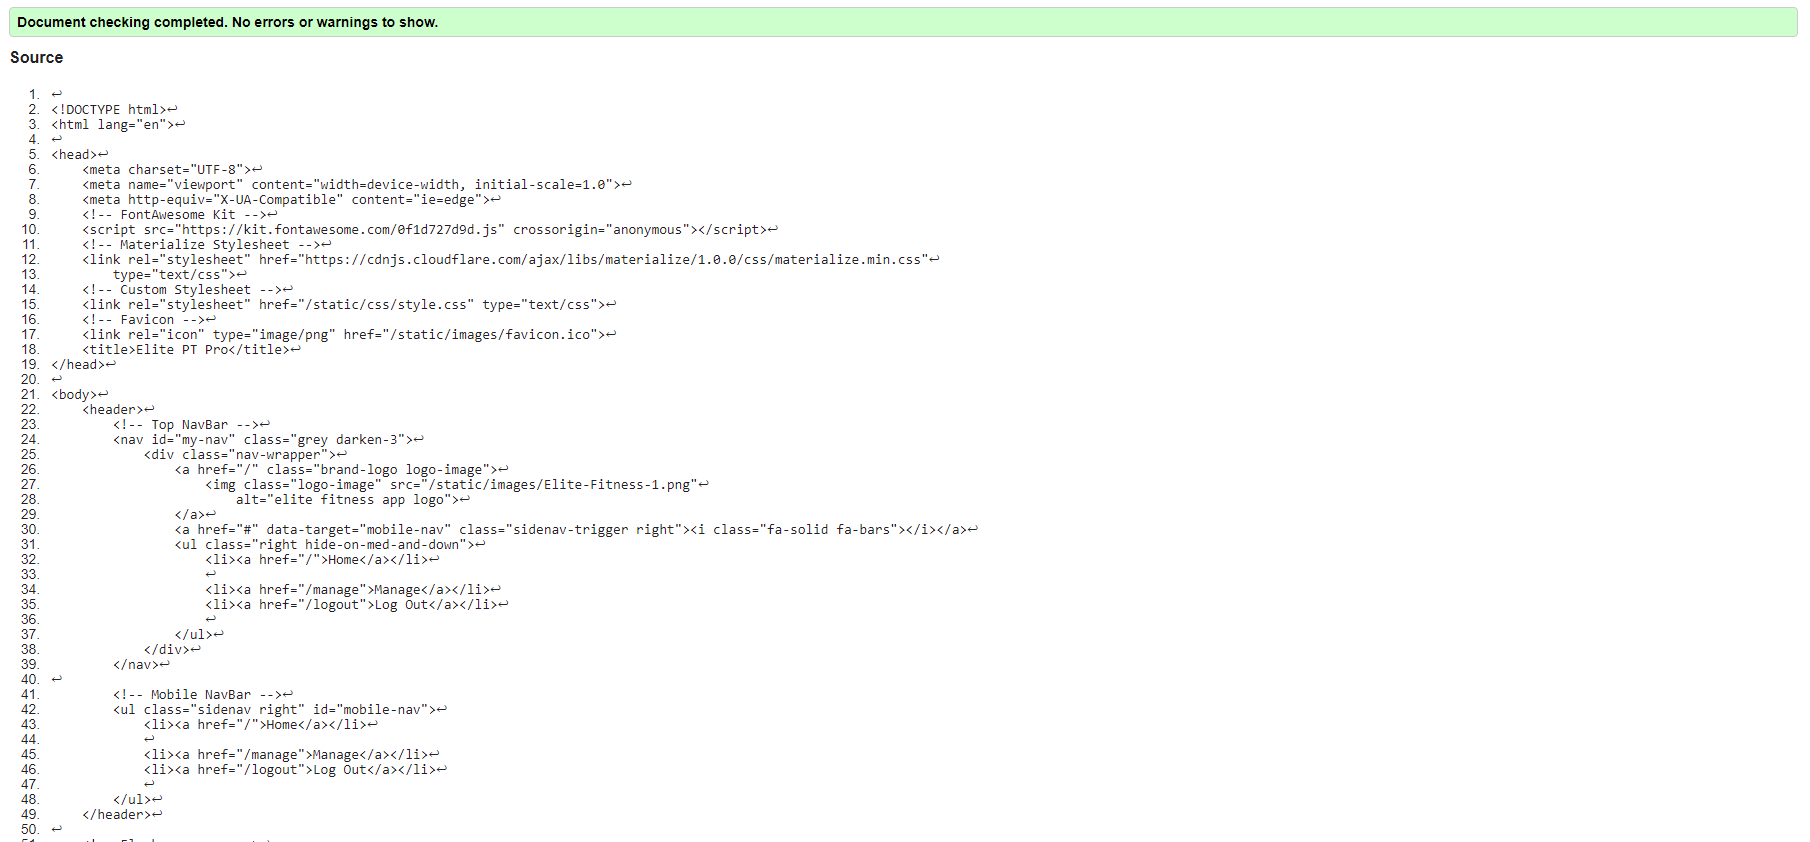 Document checking completed. No errors or warnings to show.
Source
1. ↩
2. <!DOCTYPE html>↩
3. <html lang="en">↩
4. ↩
5. <head>↩
6.     <meta charset="UTF-8">↩
7.     <meta name="viewport" content="width=device-width, initial-scale=1.0">↩
8.     <meta http-equiv="X-UA-Compatible" content="ie=edge">↩
9.     <!-- FontAwesome Kit -->↩
10.     <script src="https://kit.fontawesome.com/0f1d727d9d.js" crossorigin="anonymous"></script>↩
11.     <!-- Materialize Stylesheet -->↩
12.     <link rel="stylesheet" href="https://cdnjs.cloudflare.com/ajax/libs/materialize/1.0.0/css/materialize.min.css"↩
13.         type="text/css">↩
14.     <!-- Custom Stylesheet -->↩
15.     <link rel="stylesheet" href="/static/css/style.css" type="text/css">↩
16.     <!-- Favicon -->↩
17.     <link rel="icon" type="image/png" href="/static/images/favicon.ico">↩
18.     <title>Elite PT Pro</title>↩
19. </head>↩
20. ↩
21. <body>↩
22.     <header>↩
23.         <!-- Top NavBar -->↩
24.         <nav id="my-nav" class="grey darken-3">↩
25.             <div class="nav-wrapper">↩
26.                 <a href="/" class="brand-logo logo-image">↩
27.                     <img class="logo-image" src="/static/images/Elite-Fitness-1.png"↩
28.                         alt="elite fitness app logo">↩
29.                 </a>↩
30.                 <a href="#" data-target="mobile-nav" class="sidenav-trigger right"><i class="fa-solid fa-bars"></i></a>↩
31.                 <ul class="right hide-on-med-and-down">↩
32.                     <li><a href="/">Home</a></li>↩
33.                     ↩
34.                     <li><a href="/manage">Manage</a></li>↩
35.                     <li><a href="/logout">Log Out</a></li>↩
36.                     ↩
37.                 </ul>↩
38.             </div>↩
39.         </nav>↩
40. ↩
41.         <!-- Mobile NavBar -->↩
42.         <ul class="sidenav right" id="mobile-nav">↩
43.             <li><a href="/">Home</a></li>↩
44.             ↩
45.             <li><a href="/manage">Manage</a></li>↩
46.             <li><a href="/logout">Log Out</a></li>↩
47.             ↩
48.         </ul>↩
49.     </header>↩
50. ↩